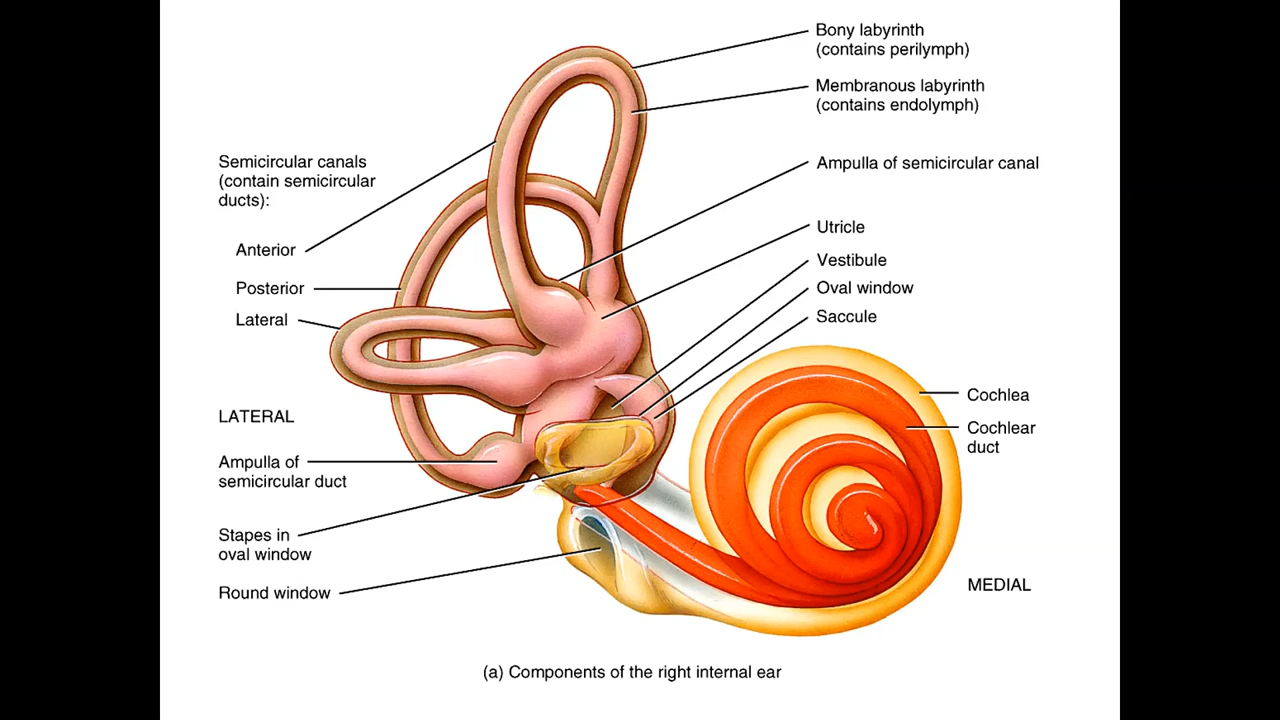 Bony labyrinth
(contains perilymph)
Membranous labyrinth
(contains endolymph)
Semicircular canals
(contain semicircular
ducts):
Ampulla of semicircular canal
Anterior
Utricle
Vestibule
Posterior
Oval window
Lateral
Saccule
LATERAL
Cochlea
Cochlear
duct
Ampulla of
semicircular duct
Stapes in
oval window
Round window
MEDIAL
(a) Components of the right internal ear